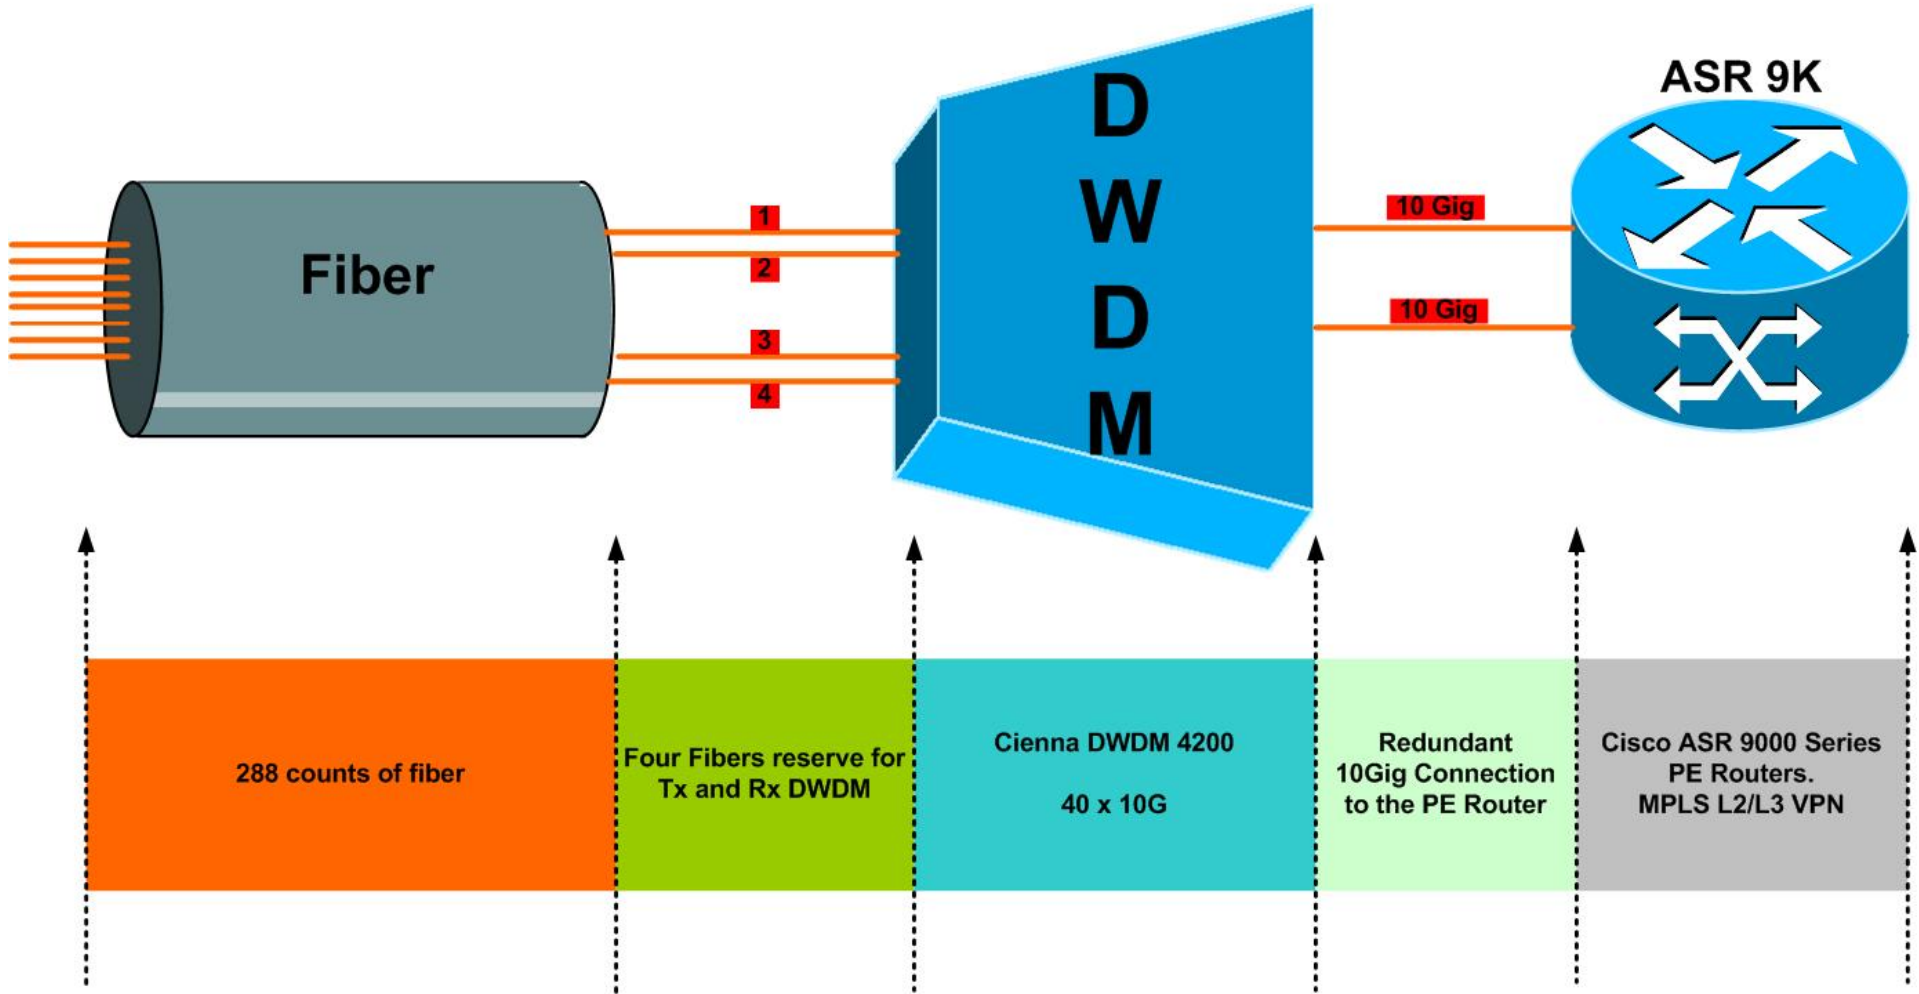 D
W
D
M
ASR 9K
Fiber
1
2
3
4
10 Gig
10 Gig
288 counts of fiber
Four Fibers reserve for
Tx and Rx DWDM
Cienna DWDM 4200
40 x 10G
Redundant
10Gig Connection
to the PE Router
Cisco ASR 9000 Series
PE Routers.
MPLS L2/L3 VPN